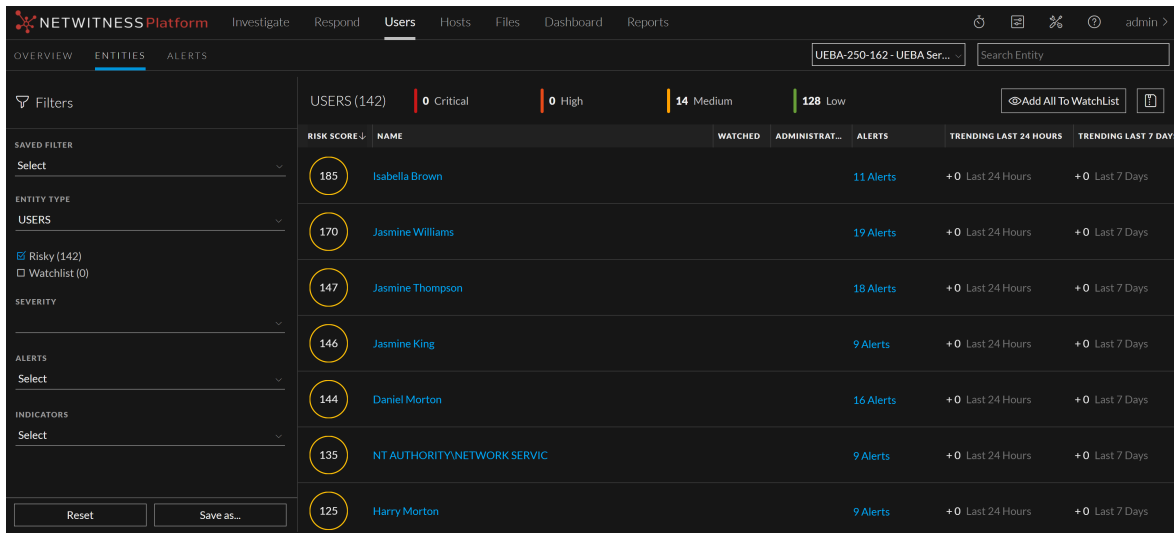 NETWITNESS Platform Investigate Respond Users Hosts Files Dashboard Reports admin >
OVERVIEW ENTITIES ALERTS UEBA-250-162 - UEBA Ser... Search Entity
Filters
SAVED FILTER
Select
ENTITY TYPE
USERS
Risky (142)
Watchlist (0)
SEVERITY
ALERTS
Select
INDICATORS
Select
Reset Save as...
USERS (142) 0 Critical 0 High 14 Medium 128 Low Add All To WatchList
RISK SCORE NAME WATCHED ADMINISTRAT... ALERTS TRENDING LAST 24 HOURS TRENDING LAST 7 DAY
185 Isabella Brown 11 Alerts +0 Last 24 Hours +0 Last 7 Days
170 Jasmine Williams 19 Alerts +0 Last 24 Hours +0 Last 7 Days
147 Jasmine Thompson 18 Alerts +0 Last 24 Hours +0 Last 7 Days
146 Jasmine King 9 Alerts +0 Last 24 Hours +0 Last 7 Days
144 Daniel Morton 16 Alerts +0 Last 24 Hours +0 Last 7 Days
135 NT AUTHORITY\NETWORK SERVIC 9 Alerts +0 Last 24 Hours +0 Last 7 Days
125 Harry Morton 9 Alerts +0 Last 24 Hours +0 Last 7 Days